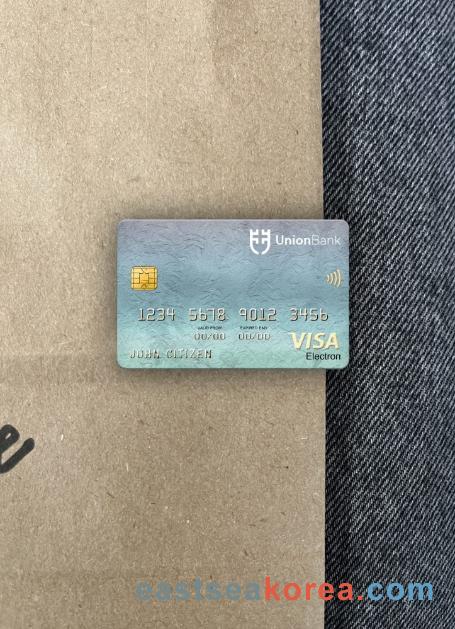 UnionBank
1234 5678 9012 3456
VALID FROM EXPIRES END
00/00 00/00
VISA
JOHN CITIZEN
Electron
eastseakorea.com